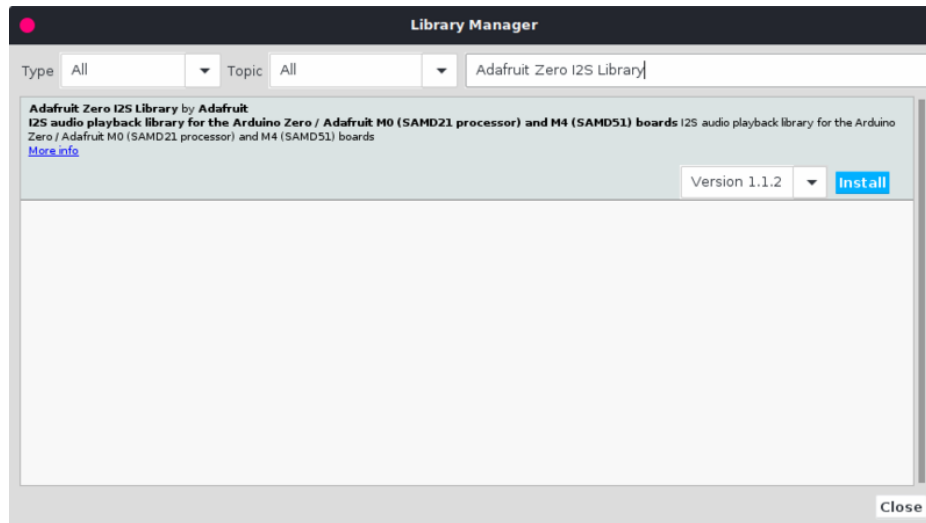 Library Manager
Type All Topic All Adafruit Zero I2S Library
Adafruit Zero I2S Library by Adafruit
I2S audio playback library for the Arduino Zero / Adafruit M0 (SAMD21 processor) and M4 (SAMD51) boards I2S audio playback library for the Arduino
Zero / Adafruit M0 (SAMD21 processor) and M4 (SAMD51) boards
More info
Version 1.1.2 Install
Close